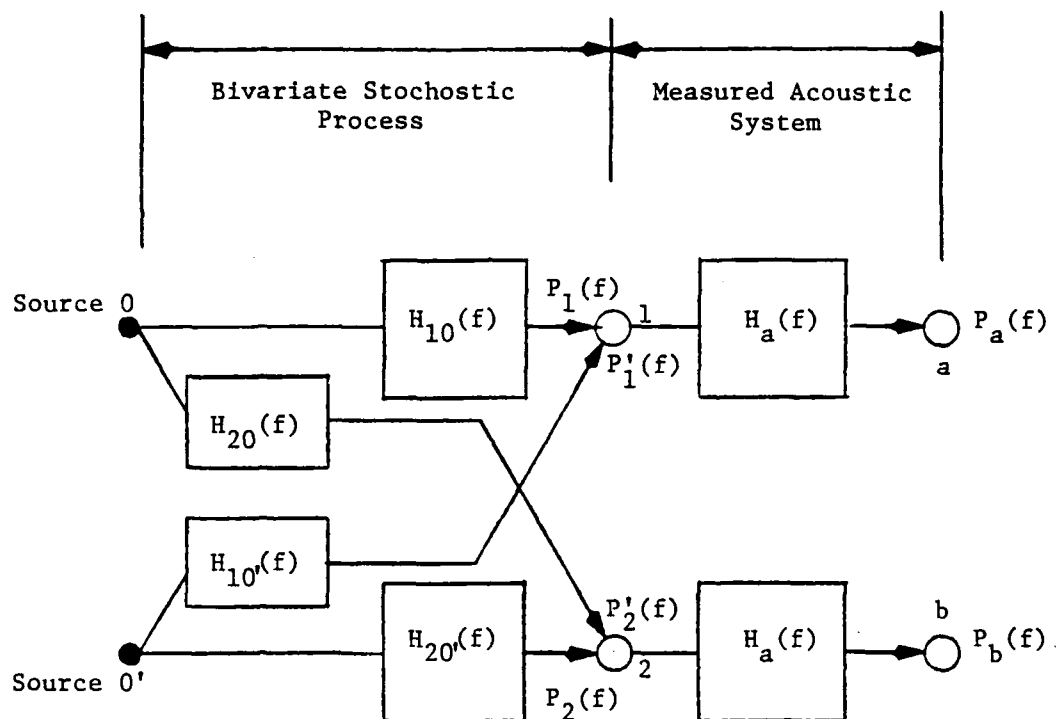 Bivariate Stochostic
Process
Measured Acoustic
System
Source 0
H10(f)
P1(f)
1
P'1(f)
Ha(f)
Pa(f)
a
H20(f)
H10'(f)
Source 0'
H20'(f)
P'2(f)
2
P2(f)
Ha(f)
b
Pb(f)